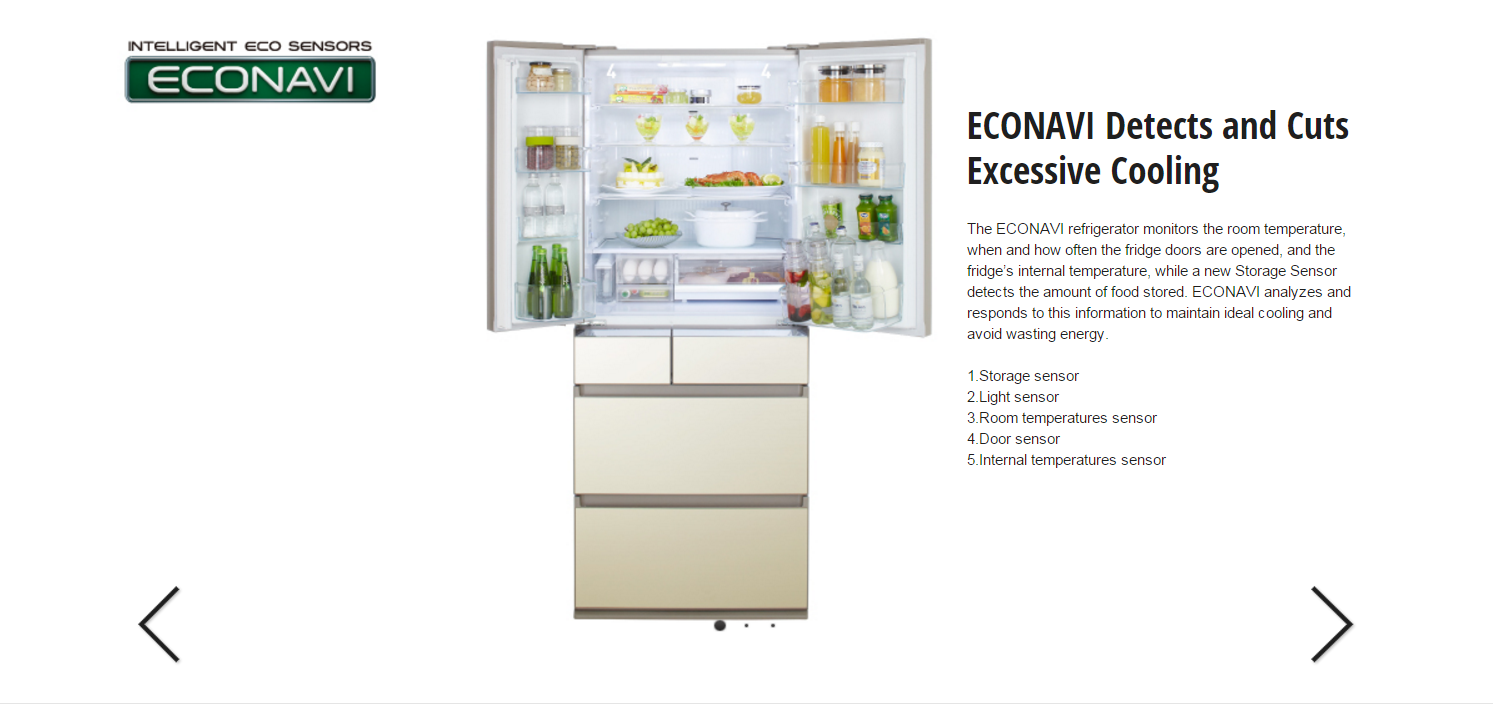 INTELLIGENT ECO SENSORS
ECONAVI
4
4
ECONAVI Detects and Cuts
Excessive Cooling
The ECONAVI refrigerator monitors the room temperature,
when and how often the fridge doors are opened, and the
fridge’s internal temperature, while a new Storage Sensor
detects the amount of food stored. ECONAVI analyzes and
responds to this information to maintain ideal cooling and
avoid wasting energy.
1.Storage sensor
2.Light sensor
3.Room temperatures sensor
4.Door sensor
5.Internal temperatures sensor